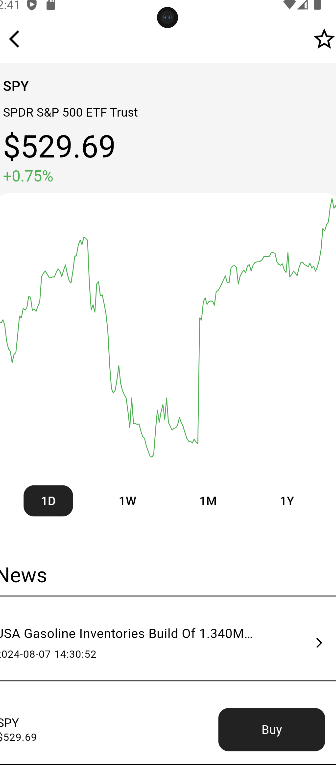 2:41
SPY
SPDR S&P 500 ETF Trust
$529.69
+0.75%
1D
1W
1M
1Y
News
USA Gasoline Inventories Build Of 1.340M...
2024-08-07 14:30:52
SPY
$529.69
Buy